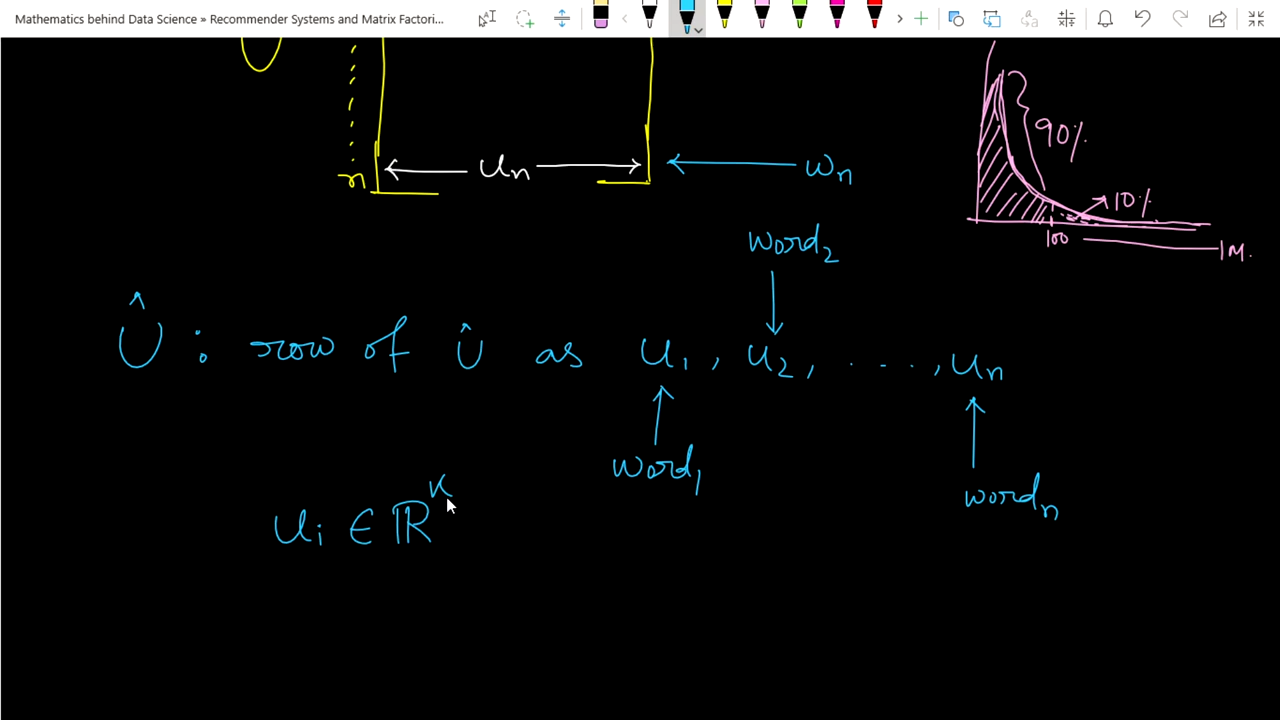 Mathematics behind Data Science » Recommender Systems and Matrix Factori...
90%
n
uₙ
wₙ
10%
100
1M.
word₂
Û : row of Û as u₁, u₂, ...., uₙ
word₁
wordₙ
uᵢ ∈ ℝᴷ